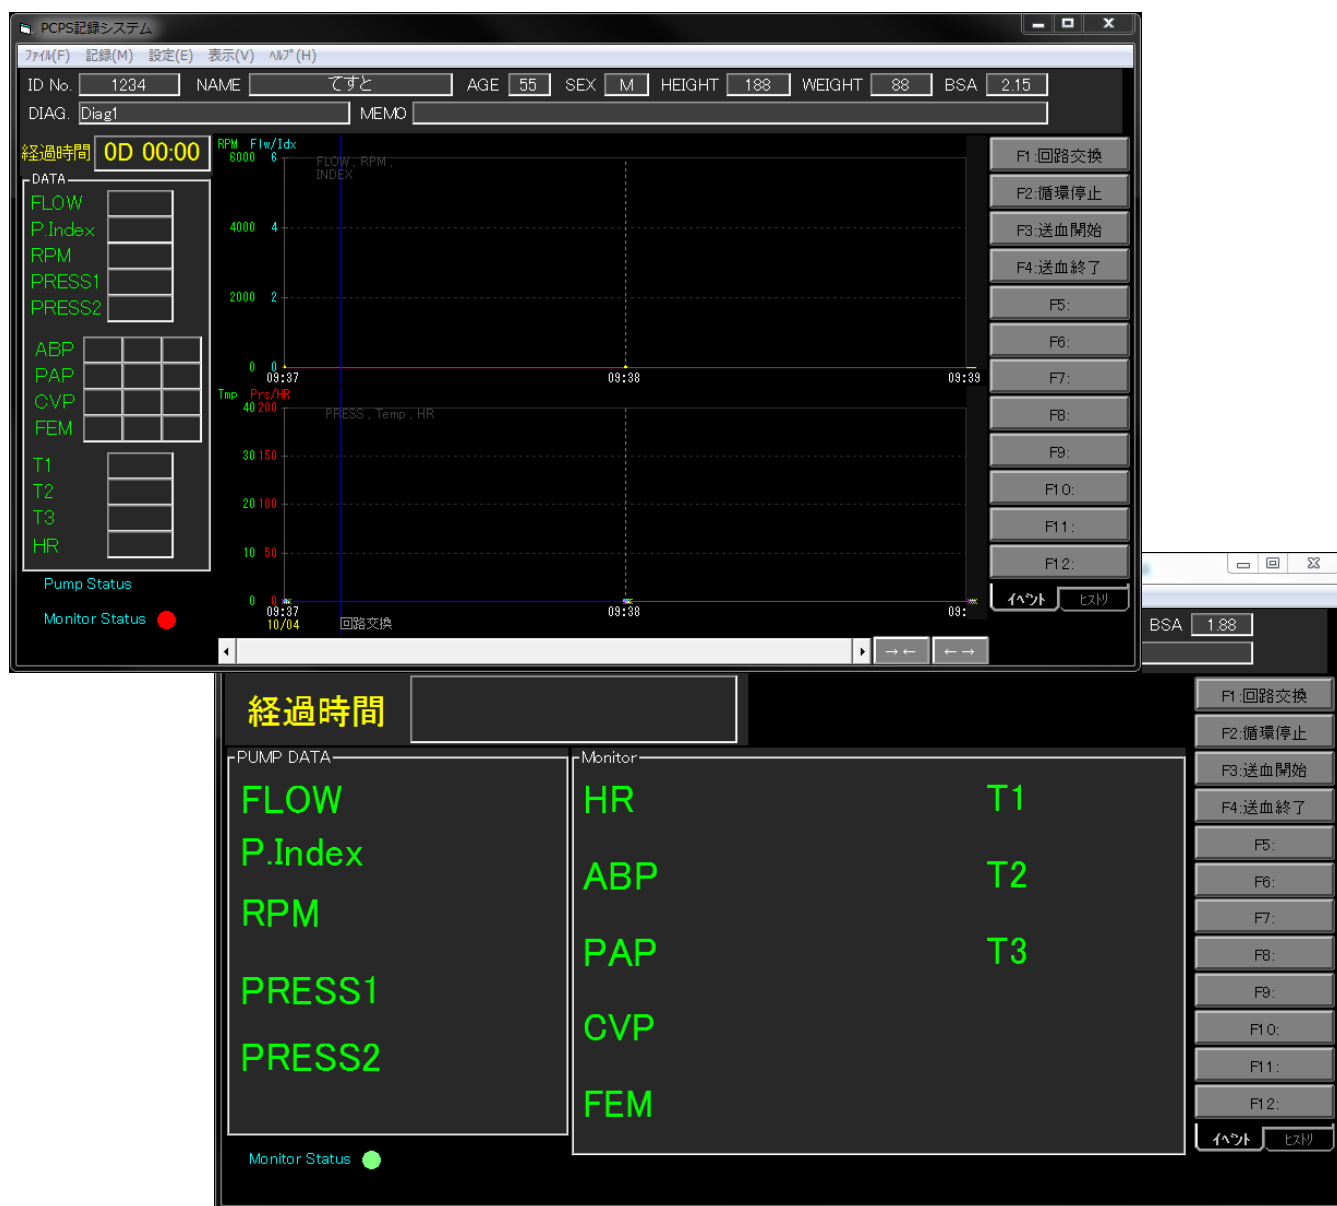 PCPS記録システム
ﾌｧｲﾙ(F) 記録(M) 設定(E) 表示(V) ﾍﾙﾌﾟ(H)
ID No. 1234 NAME てすと AGE 55 SEX M HEIGHT 188 WEIGHT 88 BSA 2.15
DIAG. Diag1 MEMO
経過時間 0D 00:00
DATA
FLOW
P.Index
RPM
PRESS1
PRESS2
ABP
PAP
CVP
FEM
T1
T2
T3
HR
Pump Status
Monitor Status
RPM Flw/Idx
6000 6
FLOW , RPM ,
INDEX
4000 4
2000 2
0 0
09:37 09:38 09:39
Tmp Prs/HR
40 200
PRESS , Temp , HR
30 150
20 100
10 50
0 0
09:37 09:38 09:
10/04 回路交換
→← ←→
F1:回路交換
F2:循環停止
F3:送血開始
F4:送血終了
F5:
F6:
F7:
F8:
F9:
F10:
F11:
F12:
ｲﾍﾞﾝﾄ ﾋｽﾄﾘ
BSA 1.88
経過時間
PUMP DATA
FLOW
P.Index
RPM
PRESS1
PRESS2
Monitor
HR T1
ABP T2
PAP T3
CVP
FEM
Monitor Status
F1:回路交換
F2:循環停止
F3:送血開始
F4:送血終了
F5:
F6:
F7:
F8:
F9:
F10:
F11:
F12:
ｲﾍﾞﾝﾄ ﾋｽﾄﾘ